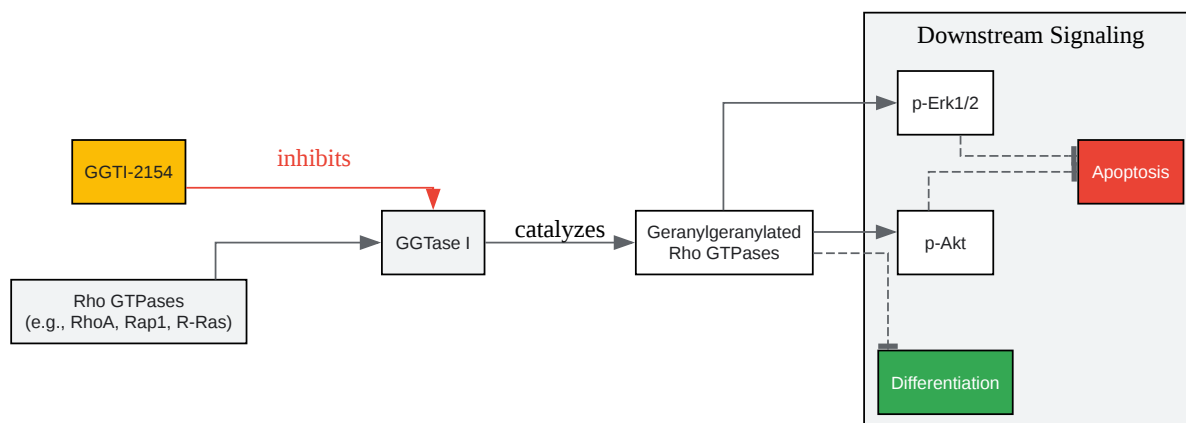 Downstream Signaling
p-Erk1/2
GGTI-2154
inhibits
Apoptosis
GGTase I
catalyzes
Geranylgeranylated
Rho GTPases
p-Akt
Rho GTPases
(e.g., RhoA, Rap1, R-Ras)
Differentiation